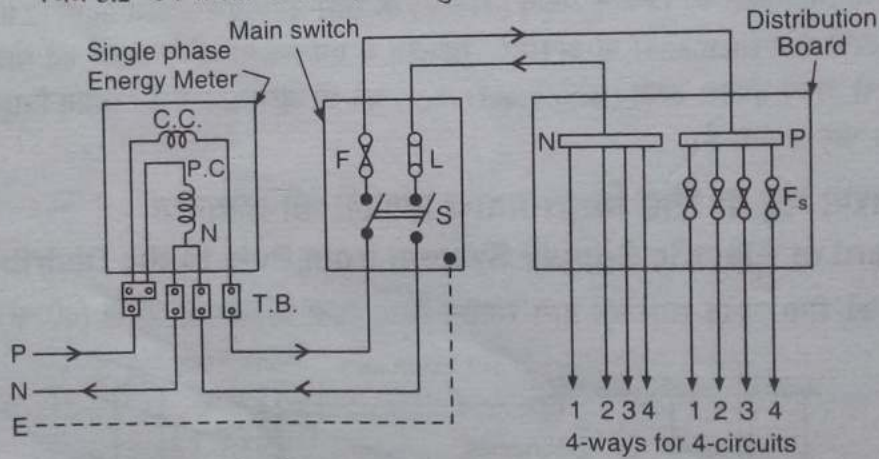 Main switch
Distribution
Board
Single phase
Energy Meter
C.C.
P.C
N
F
L
S
N
P
Fs
T.B.
P
N
E
1 2 3 4 1 2 3 4
4-ways for 4-circuits